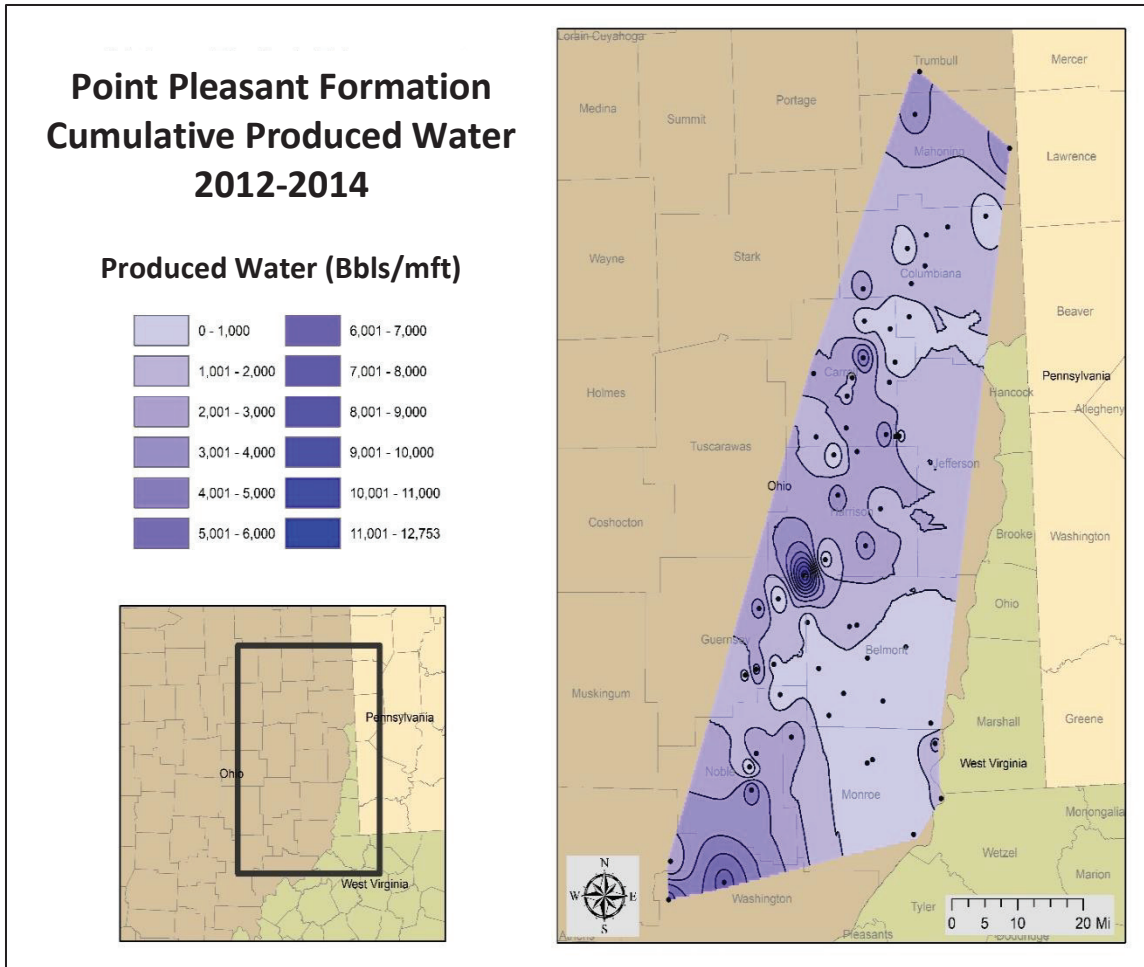 Point Pleasant Formation
Cumulative Produced Water
2012-2014
Produced Water (Bbls/mft)
0 - 1,000
1,001 - 2,000
2,001 - 3,000
3,001 - 4,000
4,001 - 5,000
5,001 - 6,000
6,001 - 7,000
7,001 - 8,000
8,001 - 9,000
9,001 - 10,000
10,001 - 11,000
11,001 - 12,753
Pennsylvania
Ohio
West Virginia
Lorain Cuyahoga
Trumbull
Mercer
Medina
Summit
Portage
Mahoning
Lawrence
Wayne
Stark
Columbiana
Beaver
Pennsylvania
Holmes
Carroll
Hancock
Allegheny
Tuscarawas
Jefferson
Ohio
Coshocton
Harrison
Brooke
Washington
Ohio
Guernsey
Belmont
Muskingum
Marshall
Greene
West Virginia
Noble
Monroe
Monongalia
Wetzel
Marion
Washington
Tyler
Pleasants
N
W E
S
0 5 10 20 Mi